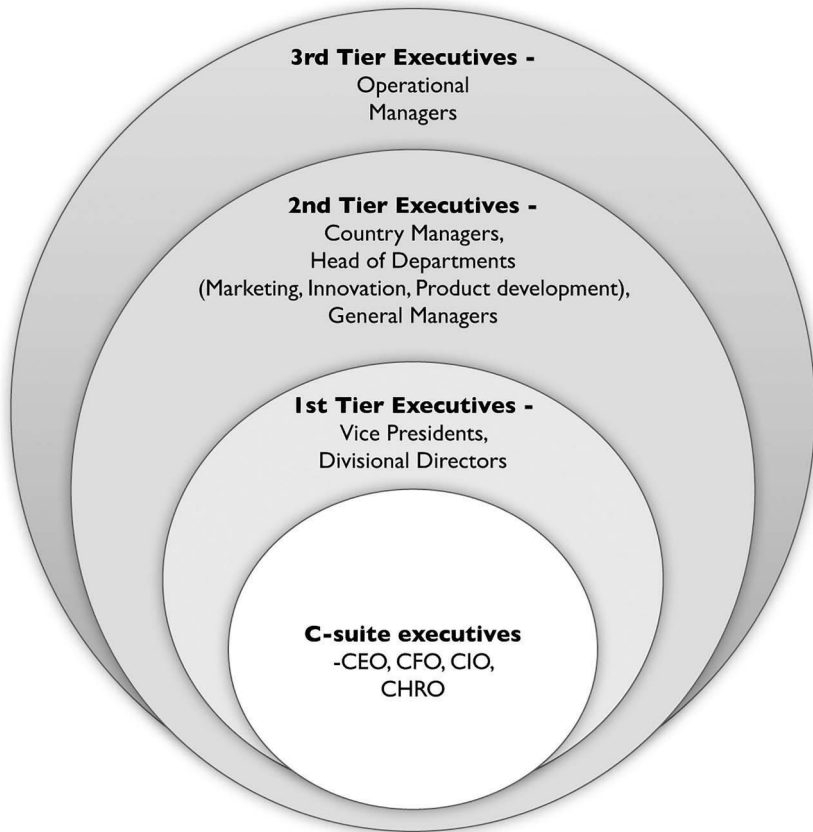 3rd Tier Executives -
Operational
Managers
2nd Tier Executives -
Country Managers,
Head of Departments
(Marketing, Innovation, Product development),
General Managers
1st Tier Executives -
Vice Presidents,
Divisional Directors
C-suite executives
-CEO, CFO, CIO,
CHRO